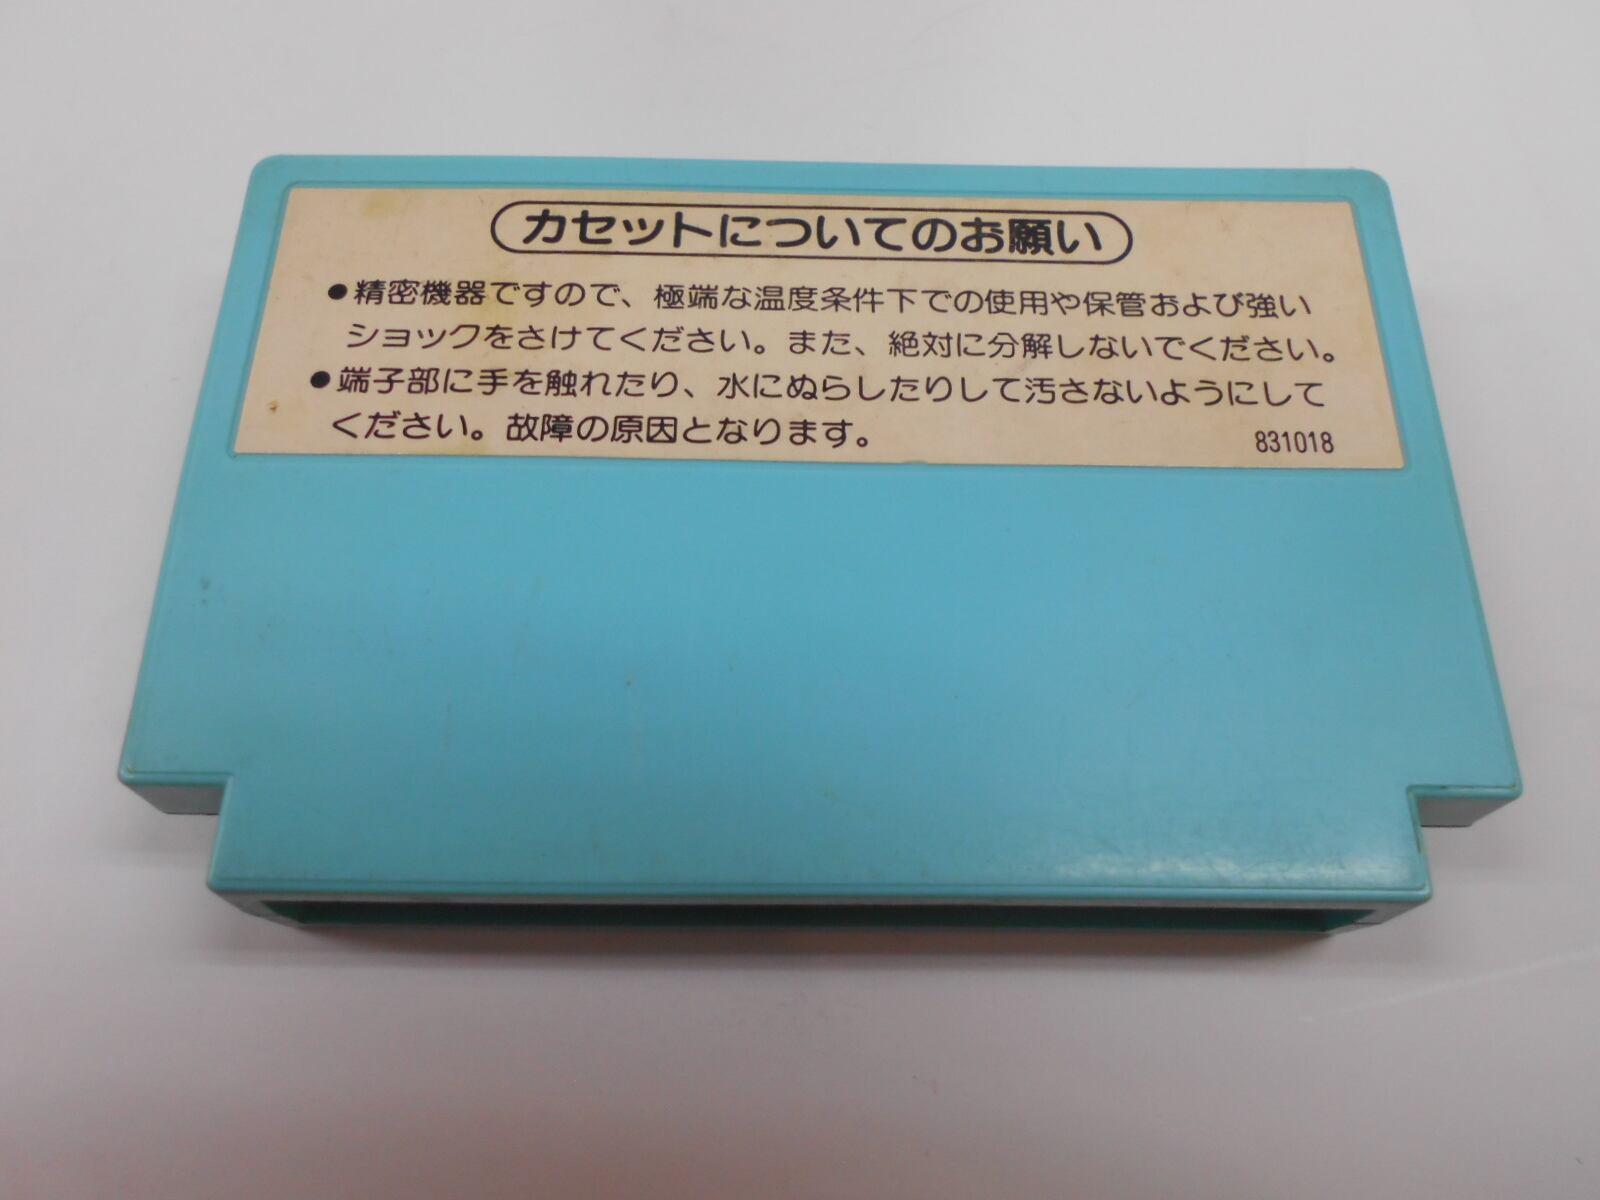 カセットについてのお願い
●精密機器ですので、極端な温度条件下での使用や保管および強い
ショックをさけてください。また、絶対に分解しないでください。
●端子部に手を触れたり、水にぬらしたりして汚さないようにして
ください。故障の原因となります。
831018